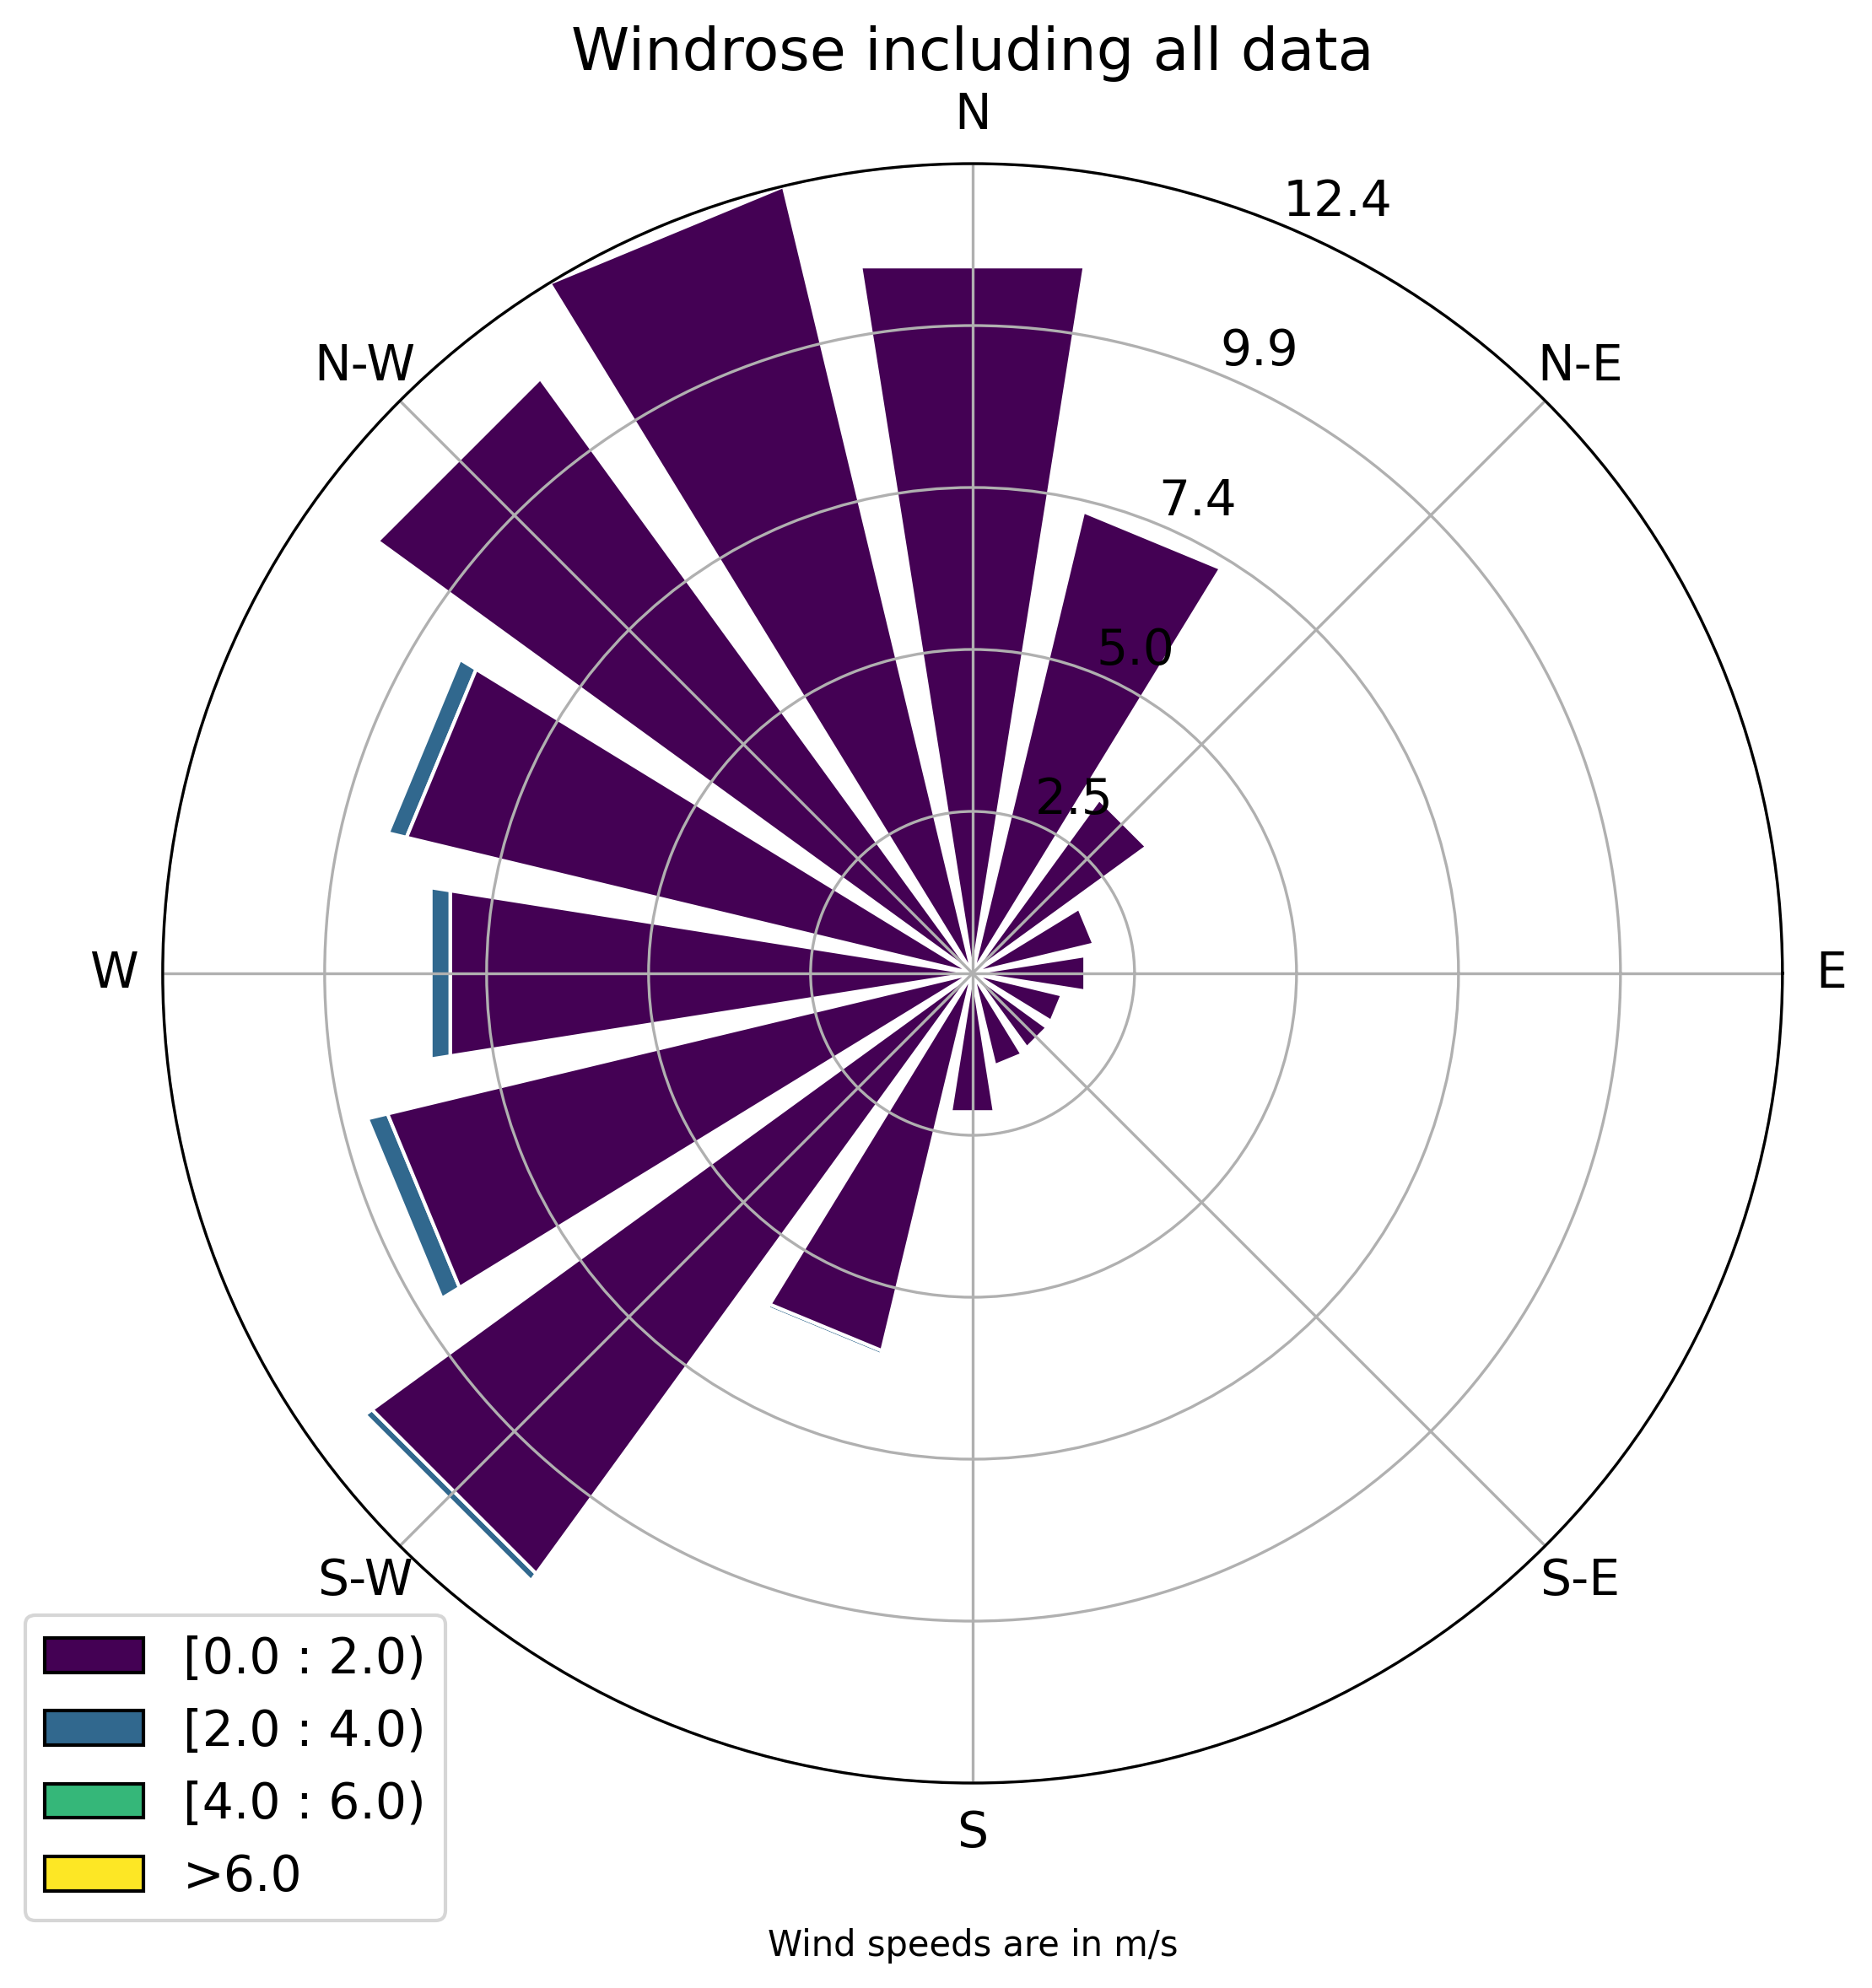 Windrose including all data
N
12.4
9.9
N-W
N-E
7.4
5.0
2.5
W
E
S-W
S-E
[0.0 : 2.0)
[2.0 : 4.0)
[4.0 : 6.0)
>6.0
S
Wind speeds are in m/s